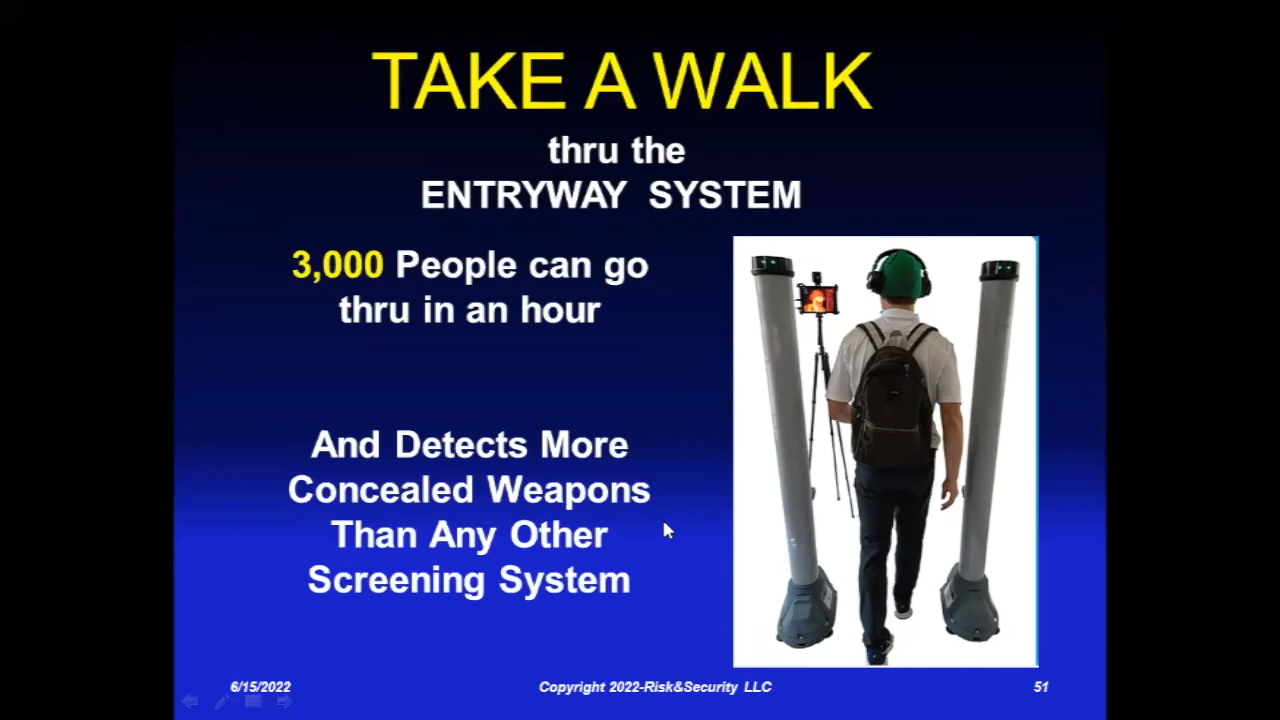 TAKE A WALK
thru the
ENTRYWAY SYSTEM
3,000 People can go
thru in an hour
And Detects More
Concealed Weapons
Than Any Other
Screening System
6/15/2022
Copyright 2022-Risk&Security LLC
51